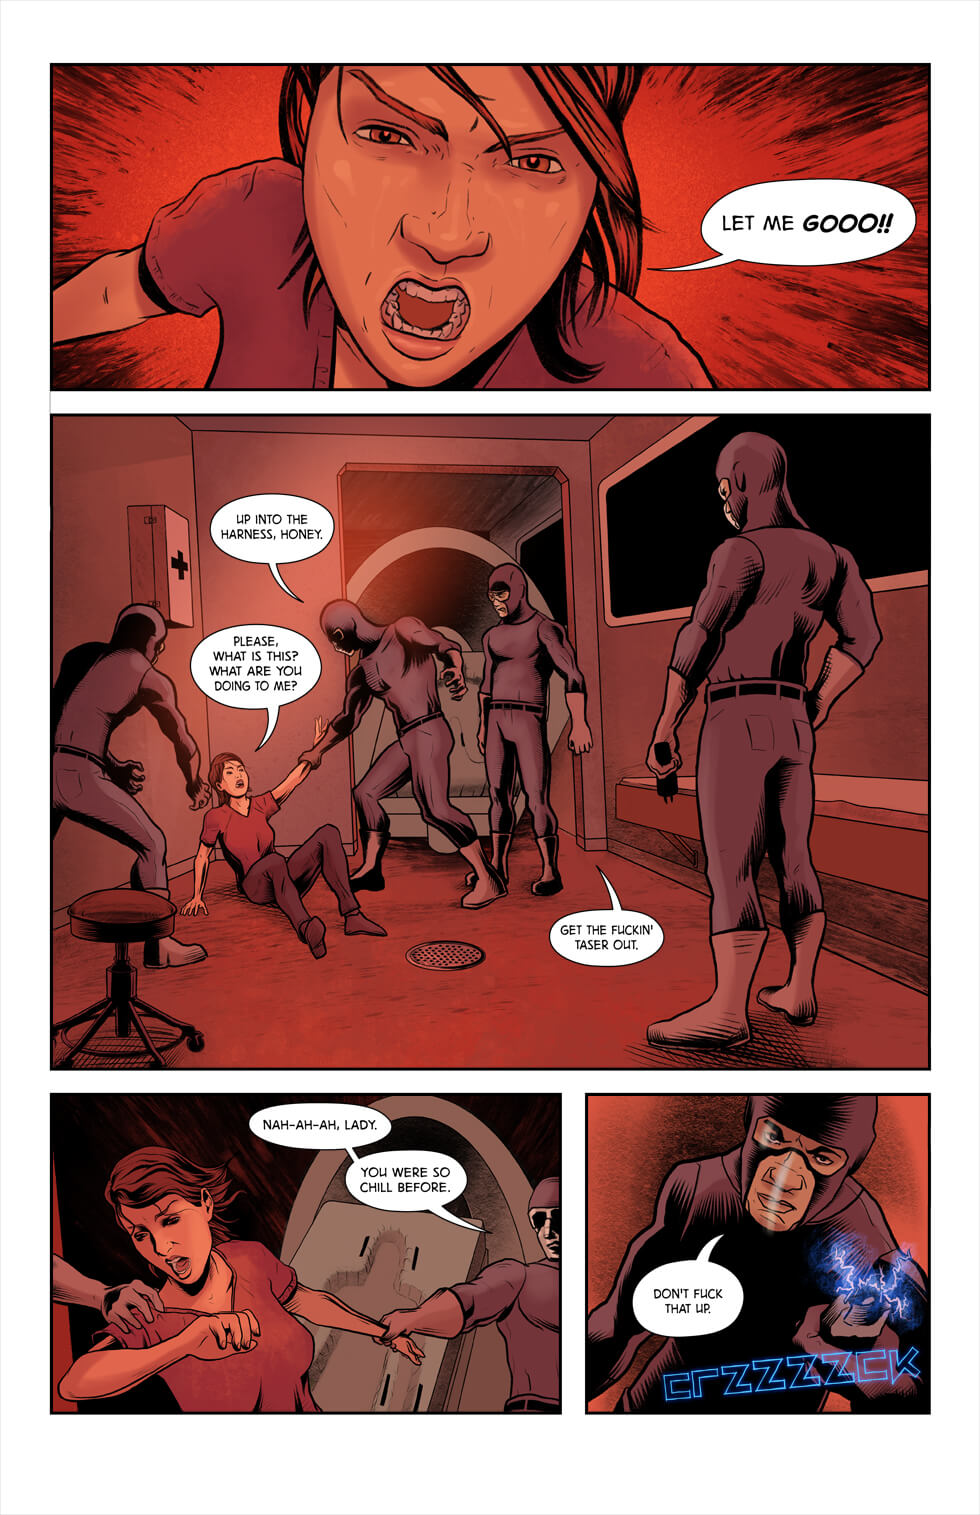 LET ME GOOO!!
UP INTO THE
HARNESS, HONEY.
PLEASE,
WHAT IS THIS?
WHAT ARE YOU
DOING TO ME?
GET THE FUCKIN'
TASER OUT.
NAH-AH-AH, LADY.
YOU WERE SO
CHILL BEFORE.
DON'T FUCK
THAT UP.
CRZZZZZCK